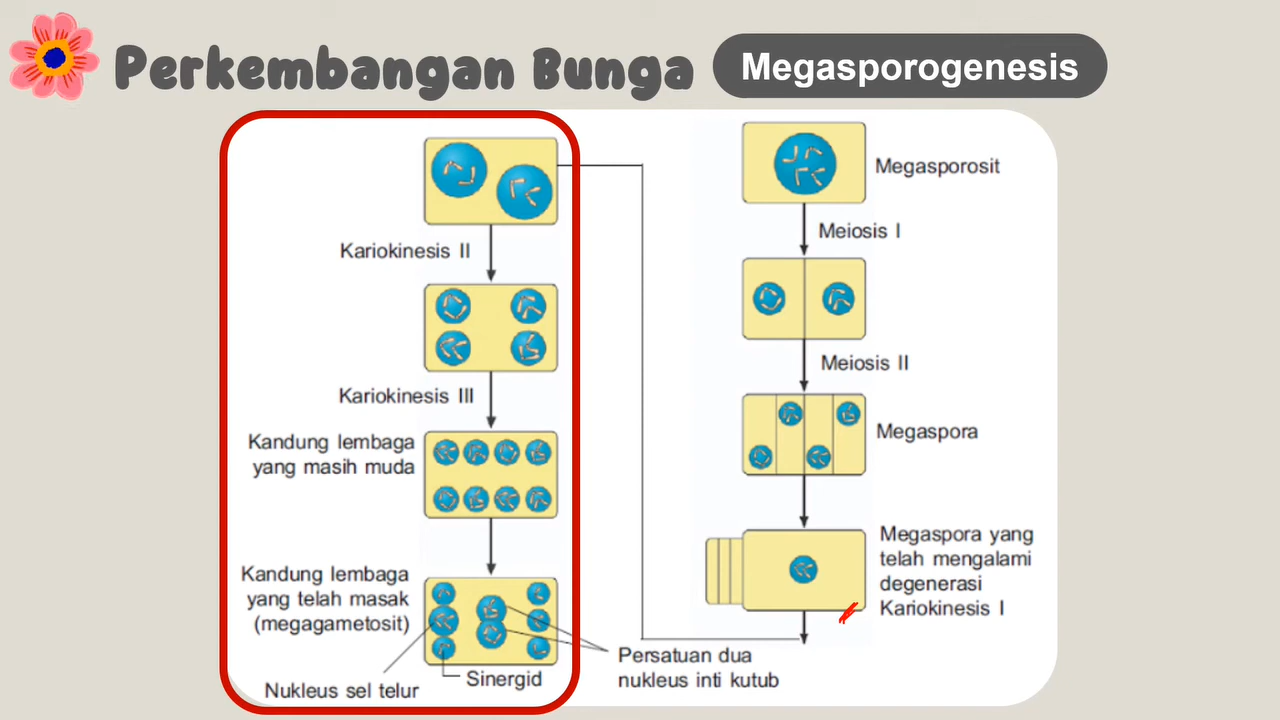 Perkembangan Bunga
Megasporogenesis
Megasporosit
Meiosis I
Meiosis II
Megaspora
Megaspora yang
telah mengalami
degenerasi
Kariokinesis I
Kariokinesis II
Kariokinesis III
Kandung lembaga
yang masih muda
Kandung lembaga
yang telah masak
(megagametosit)
Nukleus sel telur
Sinergid
Persatuan dua
nukleus inti kutub